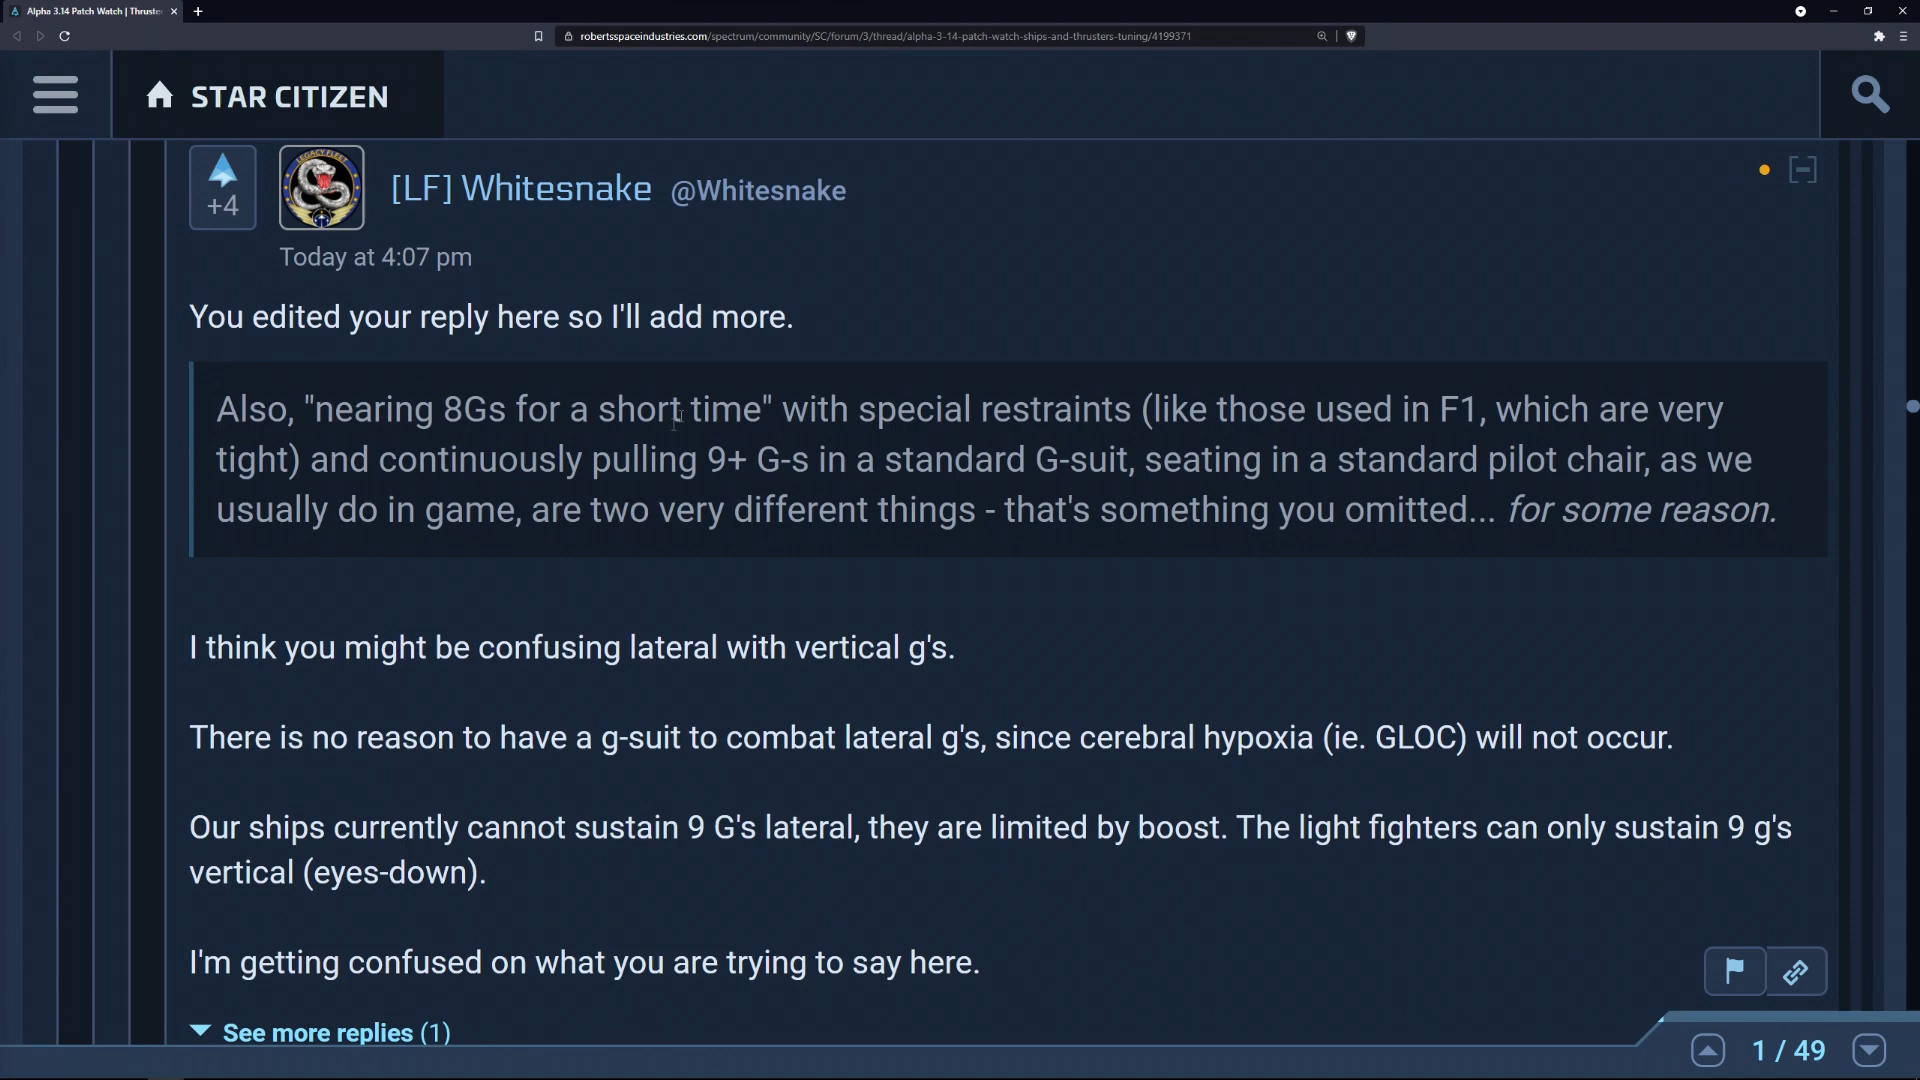 Alpha 3.14 Patch Watch | Thruste
robertsspaceindustries.com/spectrum/community/SC/forum/3/thread/alpha-3-14-patch-watch-ships-and-thrusters-tuning/4199371
STAR CITIZEN
+4
LEGACY FLEET
[LF] Whitesnake @Whitesnake
Today at 4:07 pm
You edited your reply here so I'll add more.
Also, "nearing 8Gs for a short time" with special restraints (like those used in F1, which are very
tight) and continuously pulling 9+ G-s in a standard G-suit, seating in a standard pilot chair, as we
usually do in game, are two very different things - that's something you omitted... for some reason.
I think you might be confusing lateral with vertical g's.
There is no reason to have a g-suit to combat lateral g's, since cerebral hypoxia (ie. GLOC) will not occur.
Our ships currently cannot sustain 9 G's lateral, they are limited by boost. The light fighters can only sustain 9 g's
vertical (eyes-down).
I'm getting confused on what you are trying to say here.
See more replies (1)
1 / 49